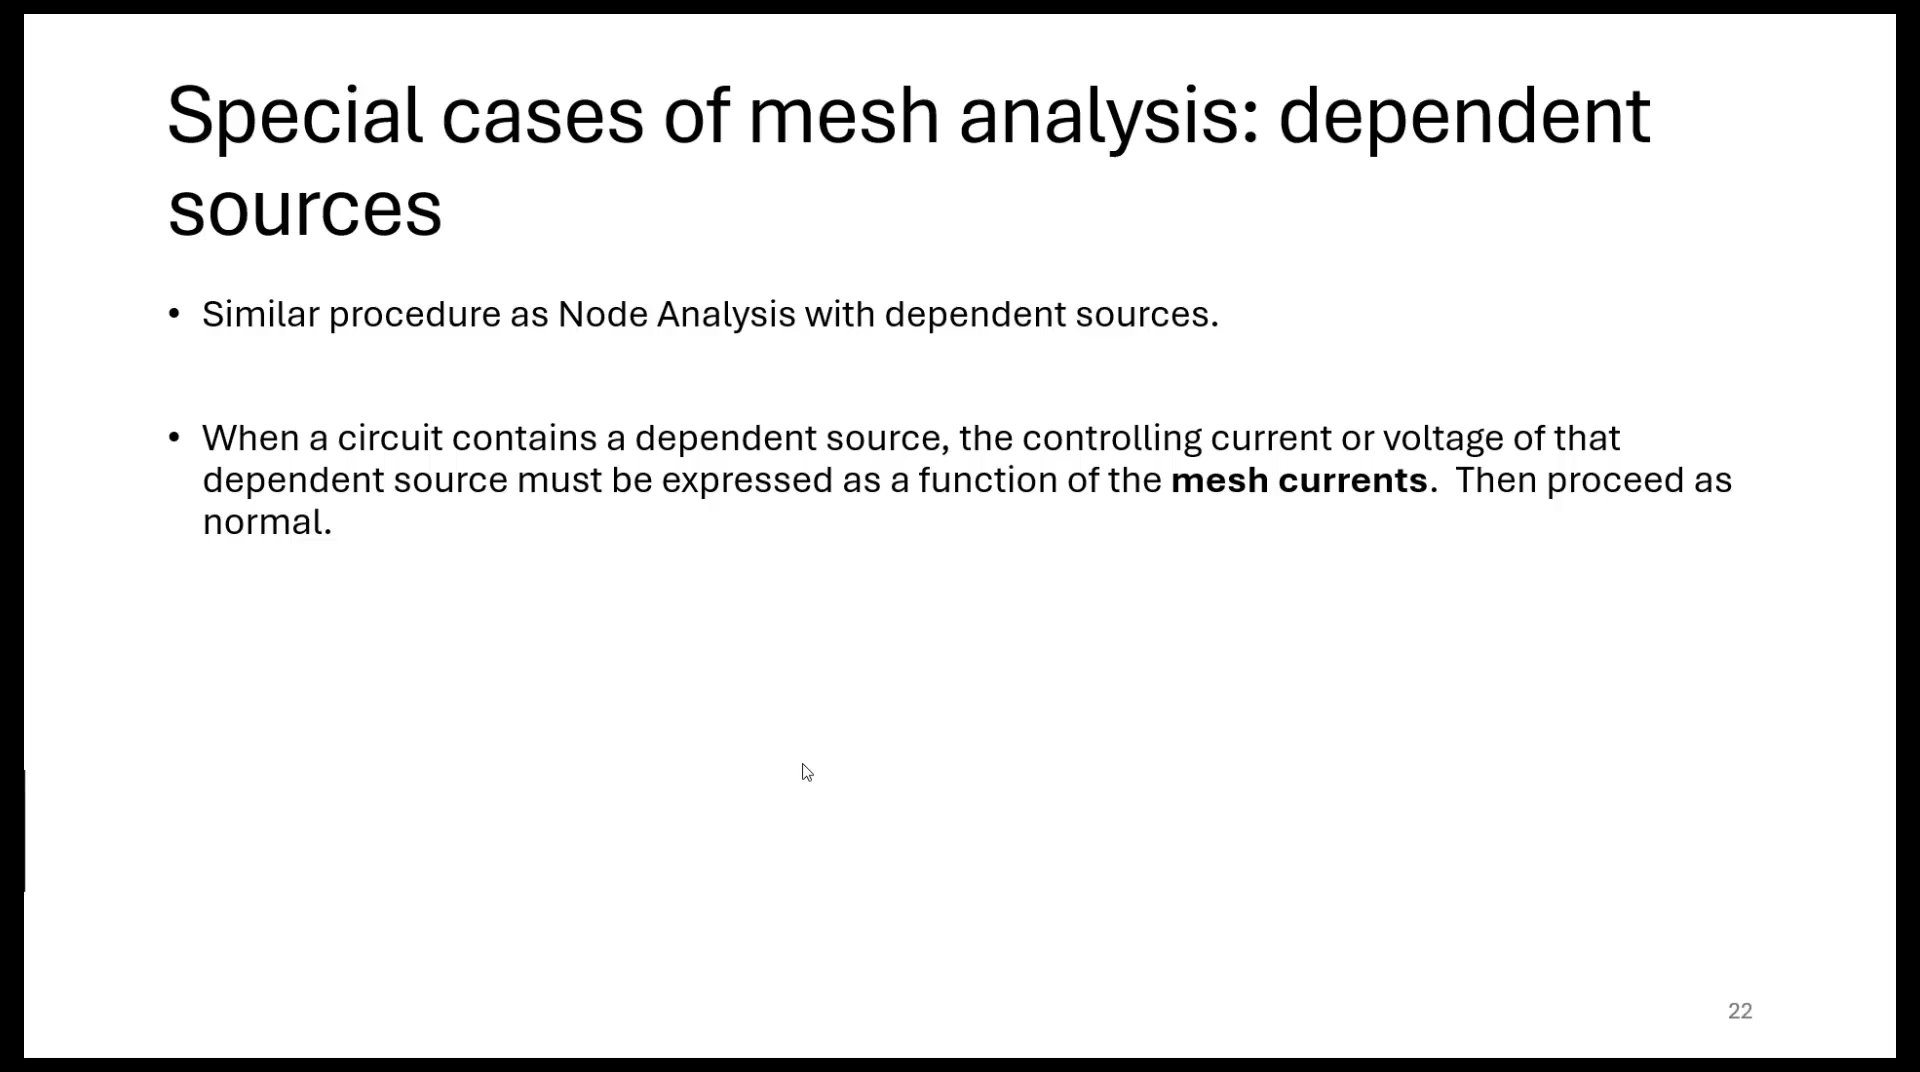 Special cases of mesh analysis: dependent
sources
• Similar procedure as Node Analysis with dependent sources.
• When a circuit contains a dependent source, the controlling current or voltage of that
dependent source must be expressed as a function of the mesh currents.  Then proceed as
normal.
22